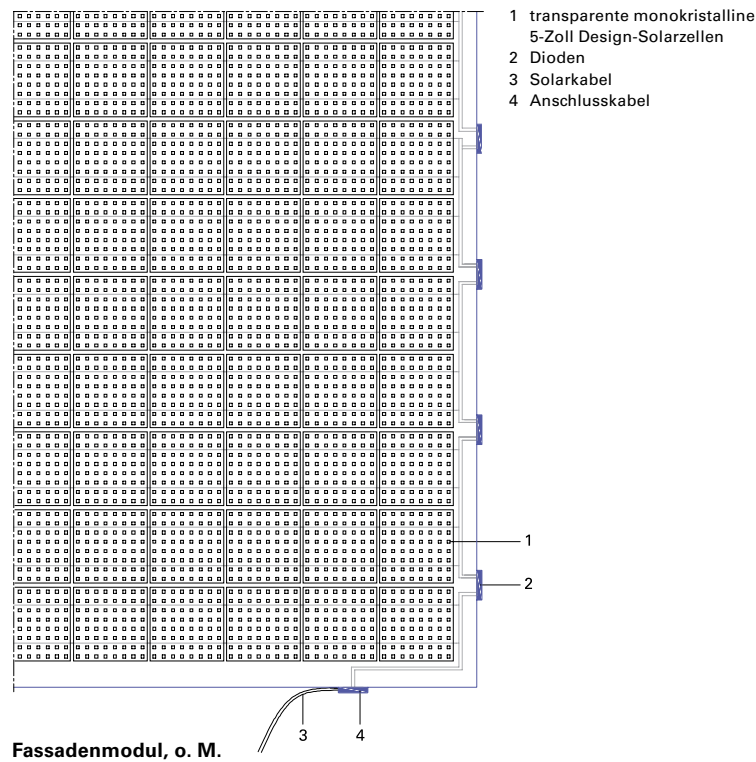 1 transparente monokristalline
5-Zoll Design-Solarzellen
2 Dioden
3 Solarkabel
4 Anschlusskabel
1
2
3 4
Fassadenmodul, o. M.